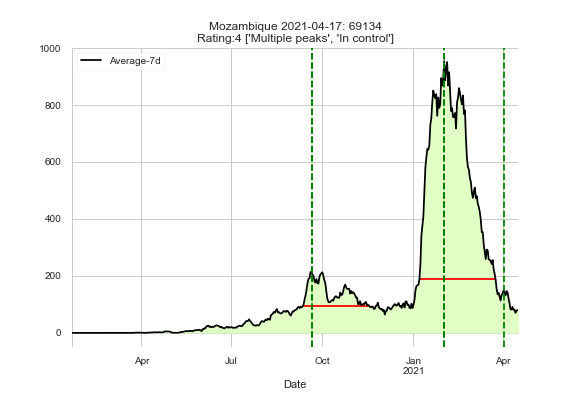 Mozambique 2021-04-17: 69134
Rating:4 ['Multiple peaks', 'In control']
1000
Average-7d
800
600
400
200
0
Apr
Jul
Oct
Jan
2021
Apr
Date